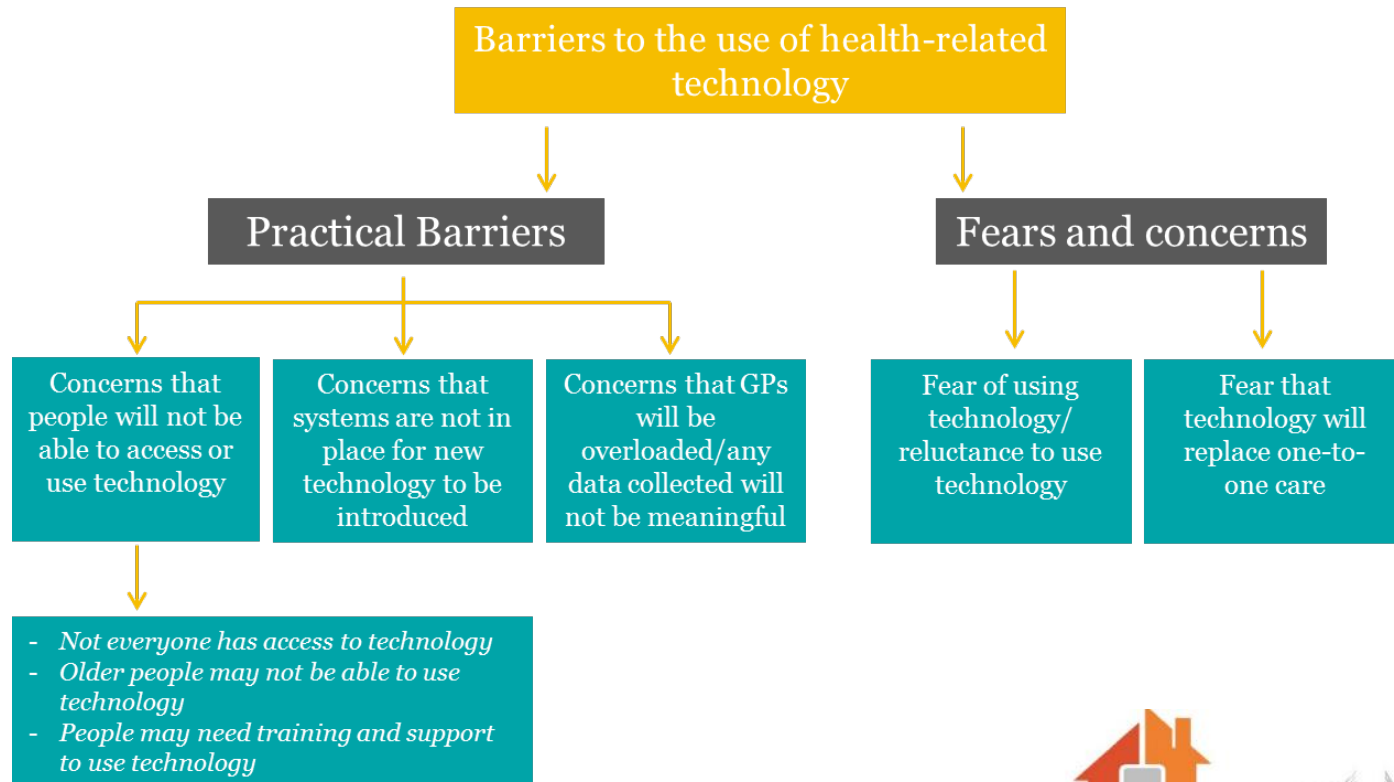 Barriers to the use of health-related
technology
Practical Barriers
Fears and concerns
Concerns that
people will not be
able to access or
use technology
Concerns that
systems are not in
place for new
technology to be
introduced
Concerns that GPs
will be
overloaded/any
data collected will
not be meaningful
Fear of using
technology/
reluctance to use
technology
Fear that
technology will
replace one-to-
one care
- Not everyone has access to technology
- Older people may not be able to use
technology
- People may need training and support
to use technology